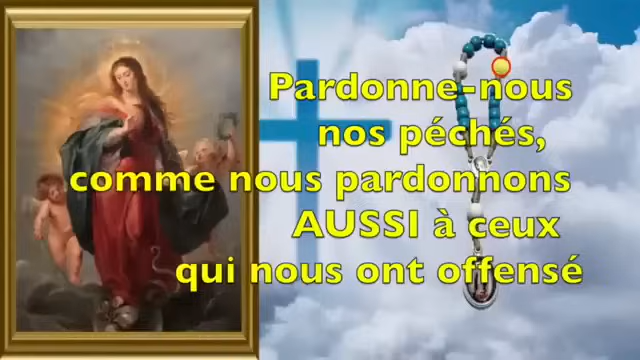 Pardonne-nous
nos péchés,
comme nous pardonnons
AUSSI à ceux
qui nous ont offensé